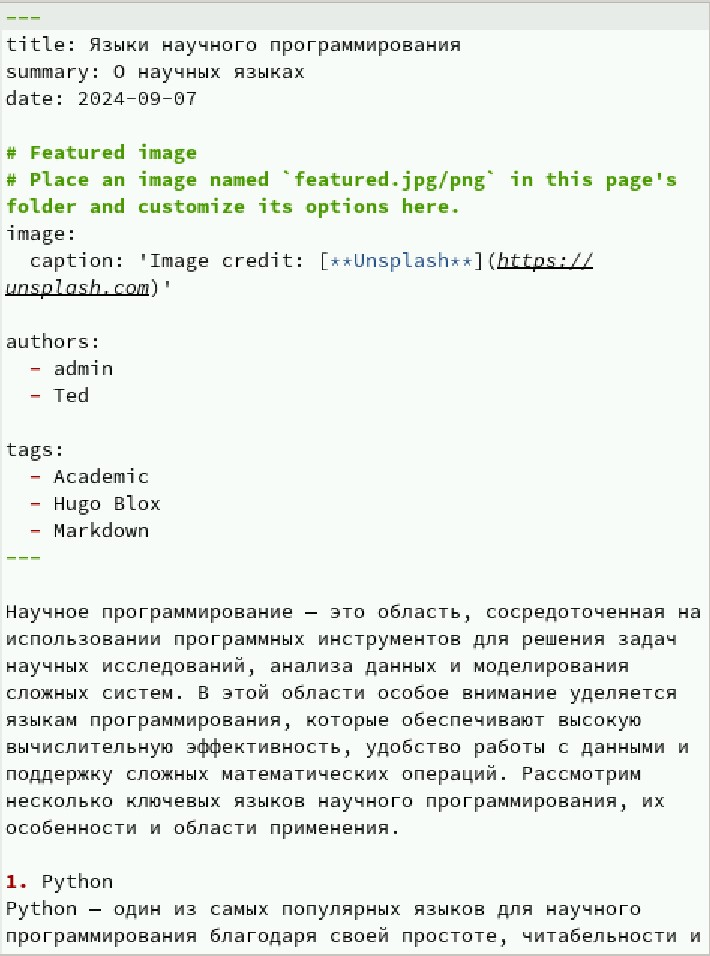 ---
title: Языки научного программирования
summary: О научных языках
date: 2024-09-07
# Featured image
# Place an image named `featured.jpg/png` in this page's
folder and customize its options here.
image:
  caption: 'Image credit: [**Unsplash**](https://
unsplash.com)'
authors:
  - admin
  - Ted
tags:
  - Academic
  - Hugo Blox
  - Markdown
---
Научное программирование — это область, сосредоточенная на
использовании программных инструментов для решения задач
научных исследований, анализа данных и моделирования
сложных систем. В этой области особое внимание уделяется
языкам программирования, которые обеспечивают высокую
вычислительную эффективность, удобство работы с данными и
поддержку сложных математических операций. Рассмотрим
несколько ключевых языков научного программирования, их
особенности и области применения.
1. Python
Python — один из самых популярных языков для научного
программирования благодаря своей простоте, читабельности и